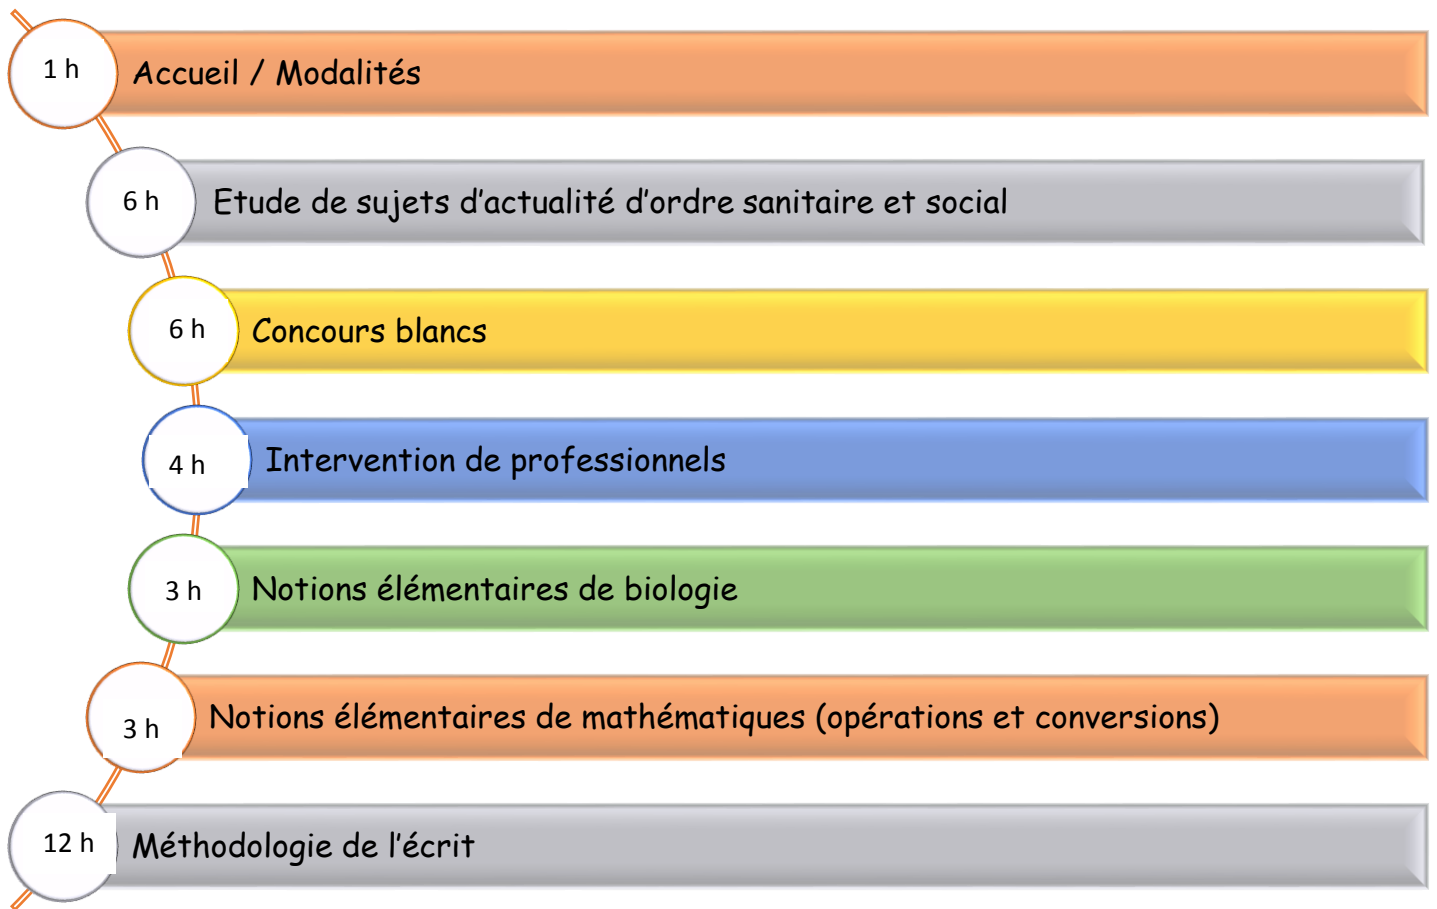 1 h Accueil / Modalités
6 h Etude de sujets d'actualité d'ordre sanitaire et social
6 h Concours blancs
4 h Intervention de professionnels
3 h Notions élémentaires de biologie
3 h Notions élémentaires de mathématiques (opérations et conversions)
12 h Méthodologie de l'écrit